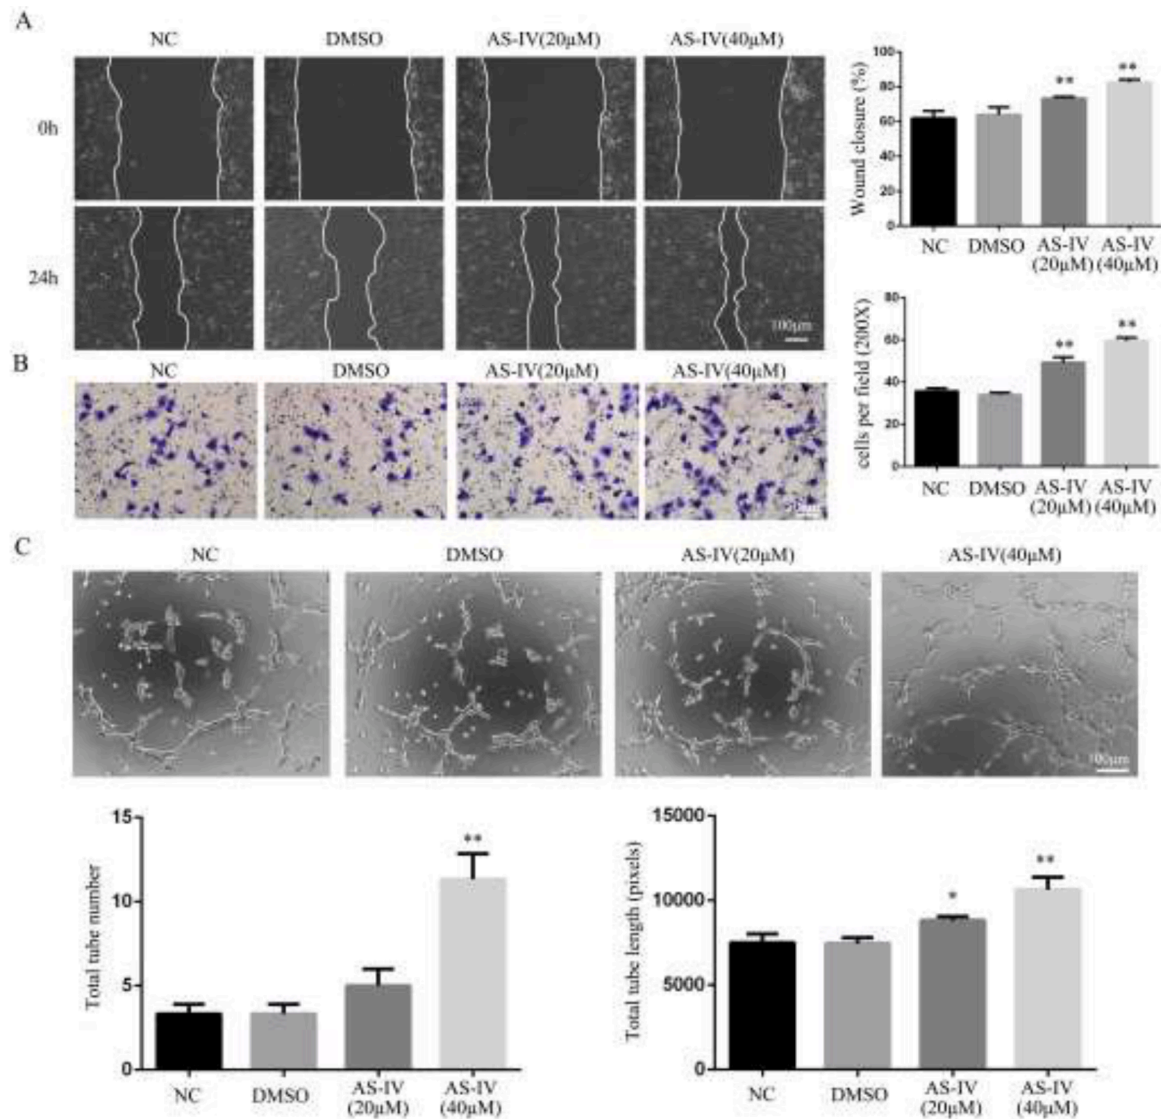 A
NC DMSO AS-IV(20μM) AS-IV(40μM)
0h
24h
100μm
Wound closure (%)
100
80
60
40
20
0
NC DMSO AS-IV (20μM) AS-IV (40μM)
** **
B
NC DMSO AS-IV(20μM) AS-IV(40μM)
cells per field (200X)
80
60
40
20
0
NC DMSO AS-IV (20μM) AS-IV (40μM)
** **
C
NC DMSO AS-IV(20μM) AS-IV(40μM)
100μm
Total tube number
15
10
5
0
**
NC DMSO AS-IV (20μM) AS-IV (40μM)
Total tube length (pixels)
15000
10000
5000
0
* **
NC DMSO AS-IV (20μM) AS-IV (40μM)